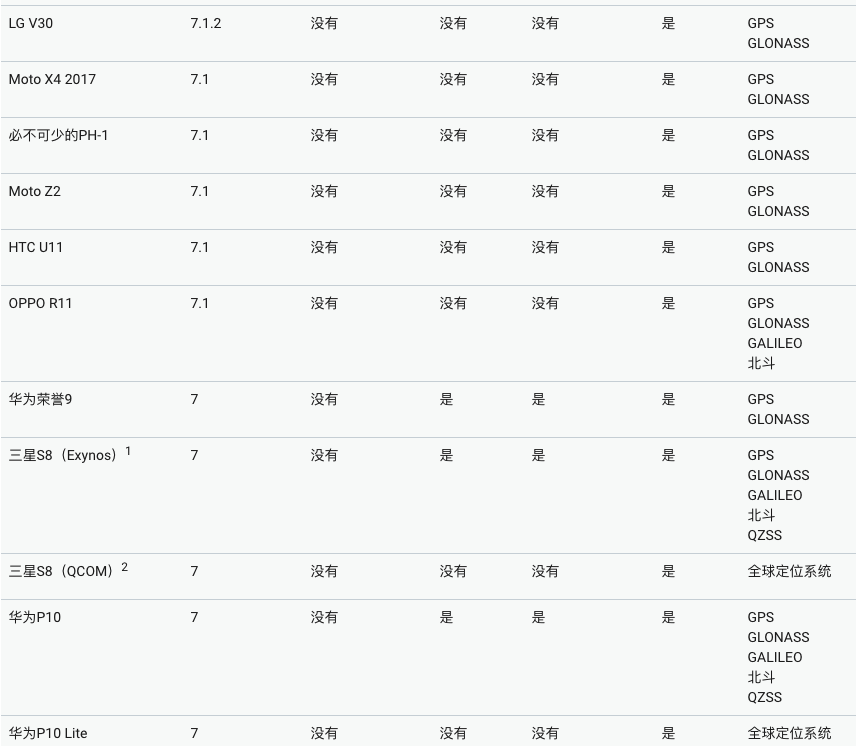 LG V30 7.1.2 没有 没有 没有 是 GPS
GLONASS
Moto X4 2017 7.1 没有 没有 没有 是 GPS
GLONASS
必不可少的PH-1 7.1 没有 没有 没有 是 GPS
GLONASS
Moto Z2 7.1 没有 没有 没有 是 GPS
GLONASS
HTC U11 7.1 没有 没有 没有 是 GPS
GLONASS
OPPO R11 7.1 没有 没有 没有 是 GPS
GLONASS
GALILEO
北斗
华为荣誉9 7 没有 是 是 是 GPS
GLONASS
三星S8（Exynos）1 7 没有 是 是 是 GPS
GLONASS
GALILEO
北斗
QZSS
三星S8（QCOM）2 7 没有 没有 没有 是 全球定位系统
华为P10 7 没有 是 是 是 GPS
GLONASS
GALILEO
北斗
QZSS
华为P10 Lite 7 没有 没有 没有 是 全球定位系统